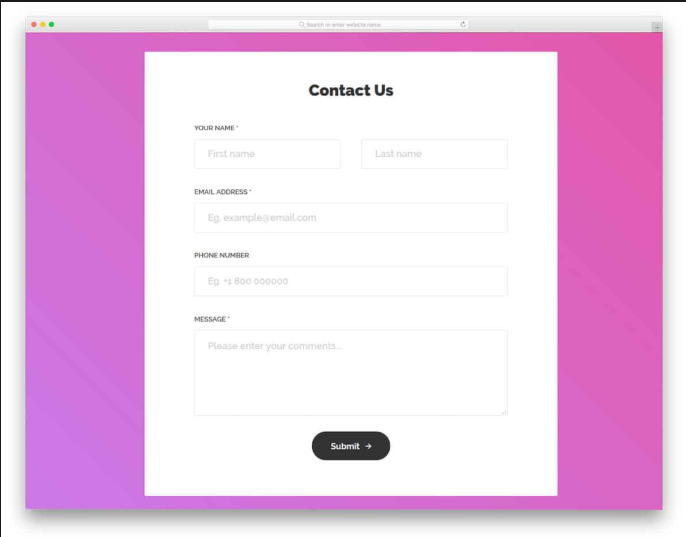 Search or enter website name
Contact Us
YOUR NAME *
First name Last name
EMAIL ADDRESS *
Eg. example@email.com
PHONE NUMBER
Eg. +1 800 000000
MESSAGE *
Please enter your comments...
Submit →